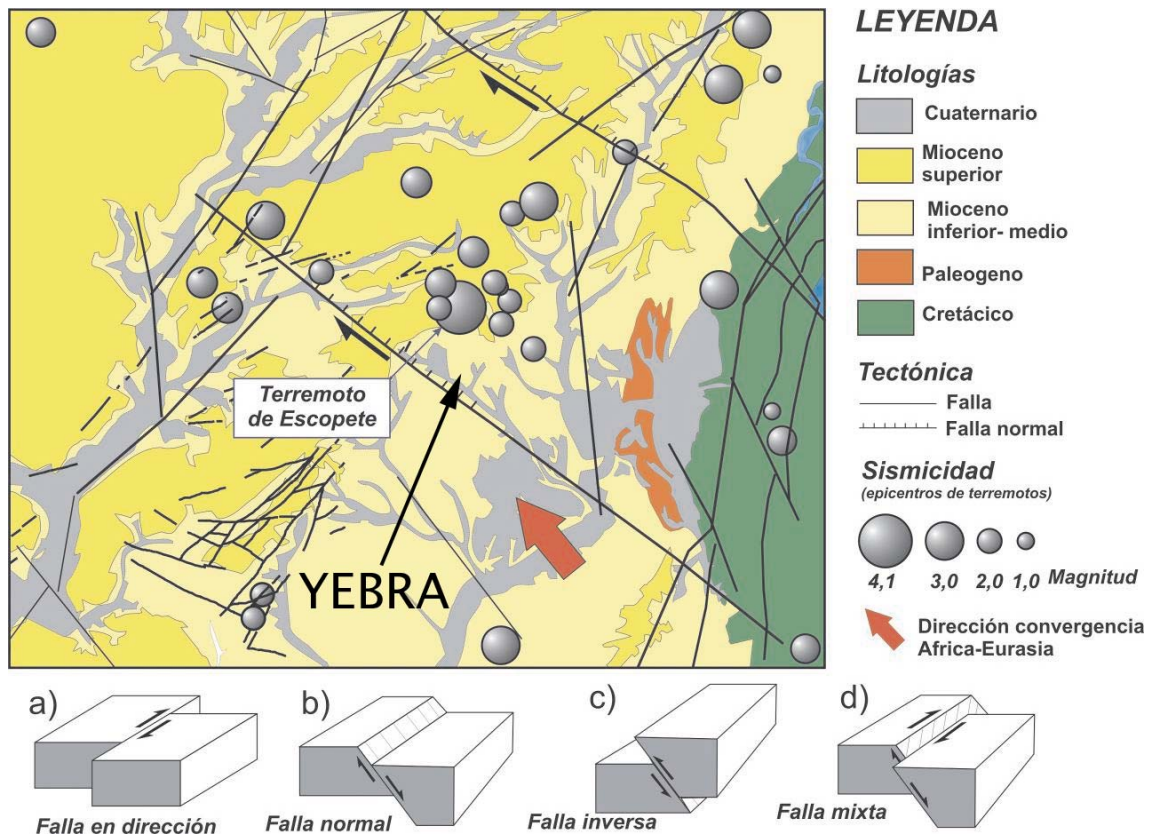 Terremoto
de Escopete
YEBRA
LEYENDA
Litologías
Cuaternario
Mioceno
superior
Mioceno
inferior- medio
Paleogeno
Cretácico
Tectónica
Falla
Falla normal
Sismicidad
(epicentros de terremotos)
4,1 3,0 2,0 1,0 Magnitud
Dirección convergencia
Africa-Eurasia
a) b) c) d)
Falla en dirección Falla normal Falla inversa Falla mixta